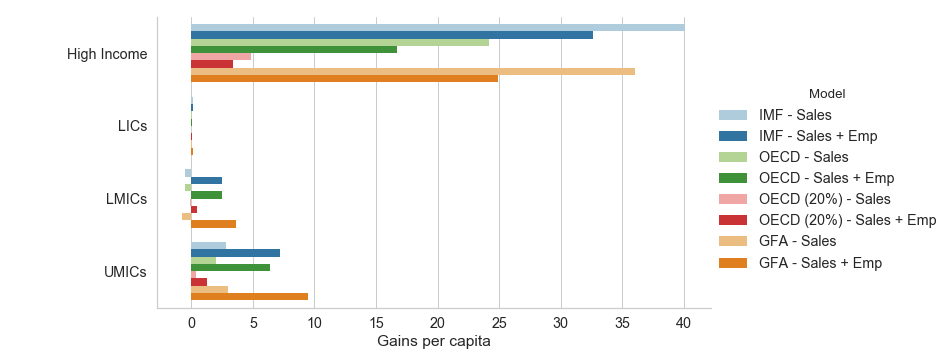 High Income
LICs
LMICs
UMICs
0 5 10 15 20 25 30 35 40
Gains per capita
Model
IMF - Sales
IMF - Sales + Emp
OECD - Sales
OECD - Sales + Emp
OECD (20%) - Sales
OECD (20%) - Sales + Emp
GFA - Sales
GFA - Sales + Emp